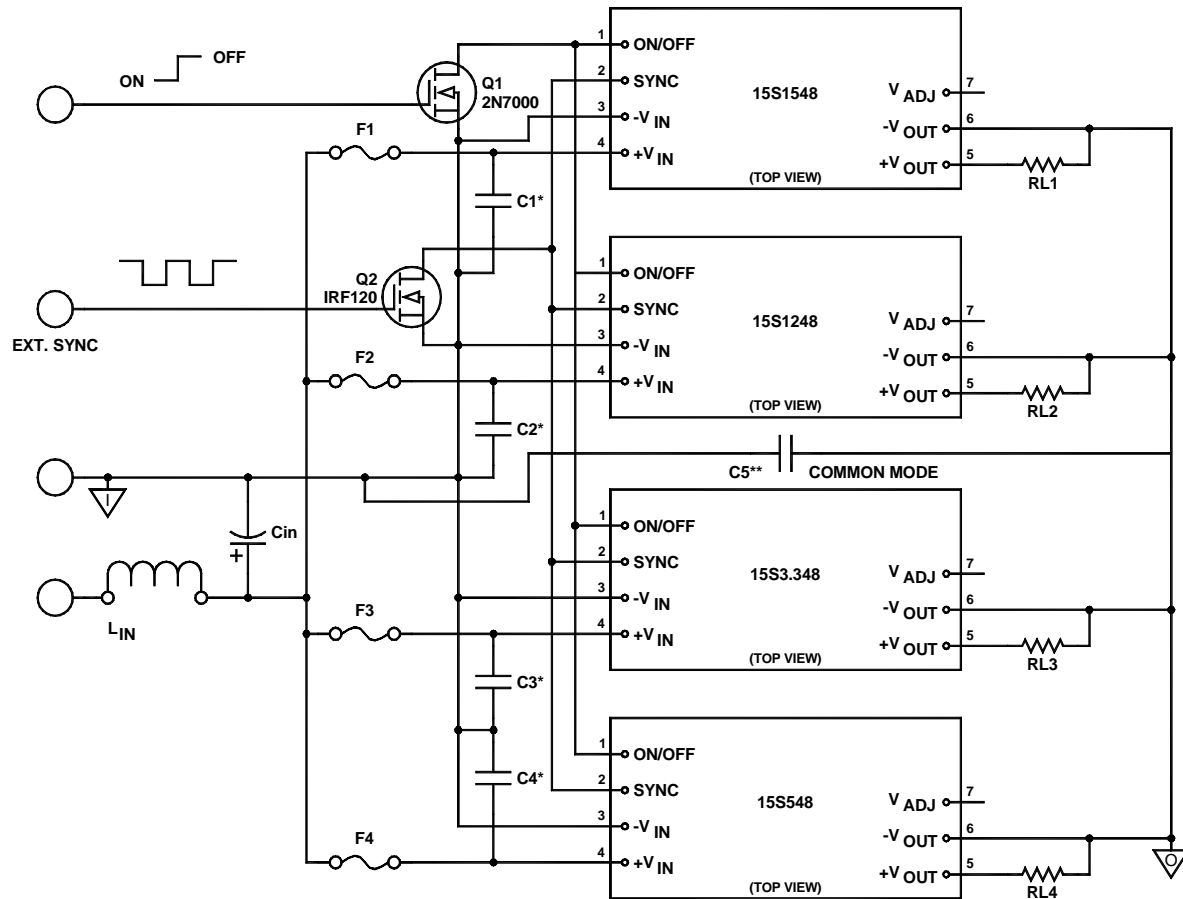 ON
OFF
Q1
2N7000
F1
C1*
1
ON/OFF
2
SYNC
3
-V IN
4
+V IN
15S1548
(TOP VIEW)
V ADJ
7
-V OUT
6
+V OUT
5
RL1
EXT. SYNC
Q2
IRF120
F2
C2*
1
ON/OFF
2
SYNC
3
-V IN
4
+V IN
15S1248
(TOP VIEW)
V ADJ
7
-V OUT
6
+V OUT
5
RL2
I
C5**
COMMON MODE
Cin
+
L IN
F3
C3*
1
ON/OFF
2
SYNC
3
-V IN
4
+V IN
15S3.348
(TOP VIEW)
V ADJ
7
-V OUT
6
+V OUT
5
RL3
C4*
F4
1
ON/OFF
2
SYNC
3
-V IN
4
+V IN
15S548
(TOP VIEW)
V ADJ
7
-V OUT
6
+V OUT
5
RL4
O